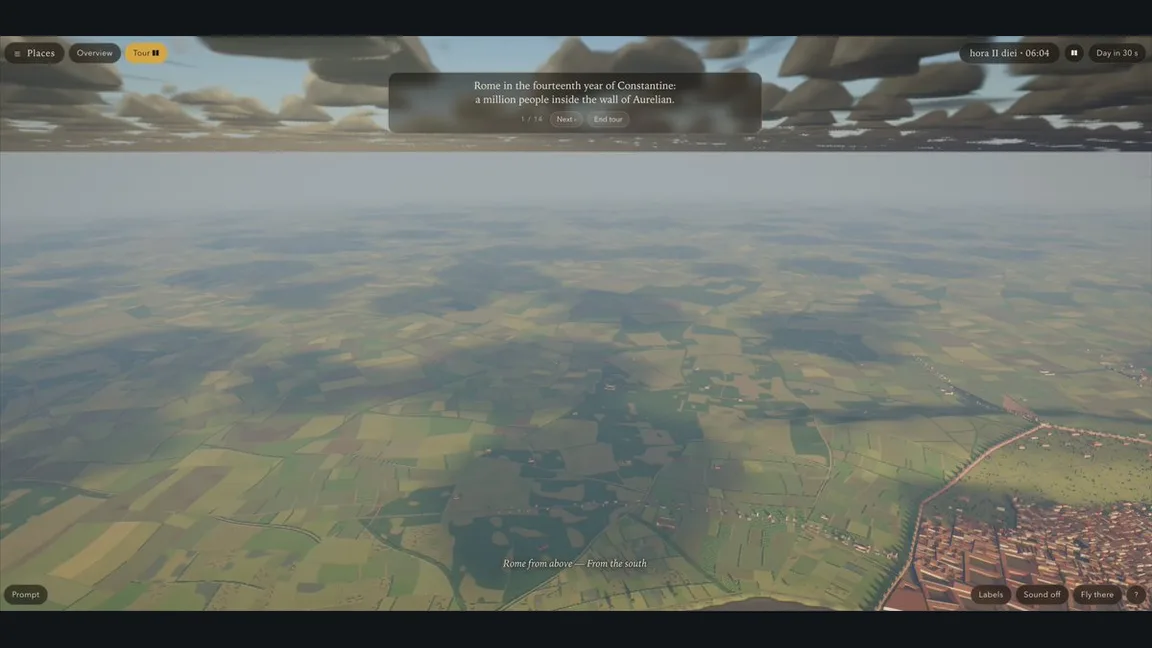 Places
Overview
Tour
hora II diei · 06:04
Day in 30 s
Rome in the fourteenth year of Constantine:
a million people inside the wall of Aurelian.
1 / 14
Next ›
End tour
Rome from above — From the south
Prompt
Labels
Sound off
Fly there
?